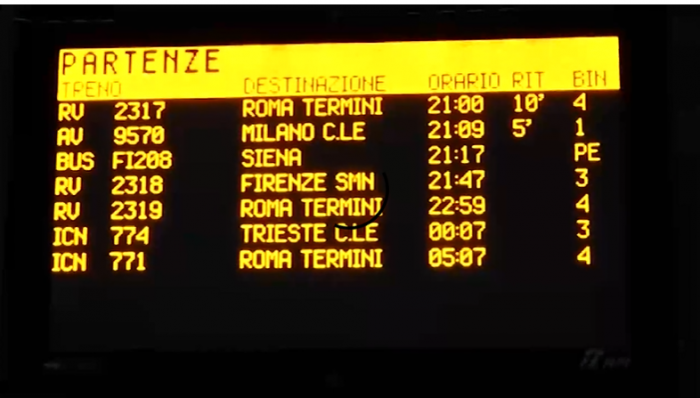 PARTENZE
TRENO DESTINAZIONE ORARIO RIT BIN
RV 2317 ROMA TERMINI 21:00 10' 4
AV 9570 MILANO C.LE 21:09 5' 1
BUS FI208 SIENA 21:17 PE
RV 2318 FIRENZE SMN 21:47 3
RV 2319 ROMA TERMINI 22:59 4
ICN 774 TRIESTE C.LE 00:07 3
ICN 771 ROMA TERMINI 05:07 4